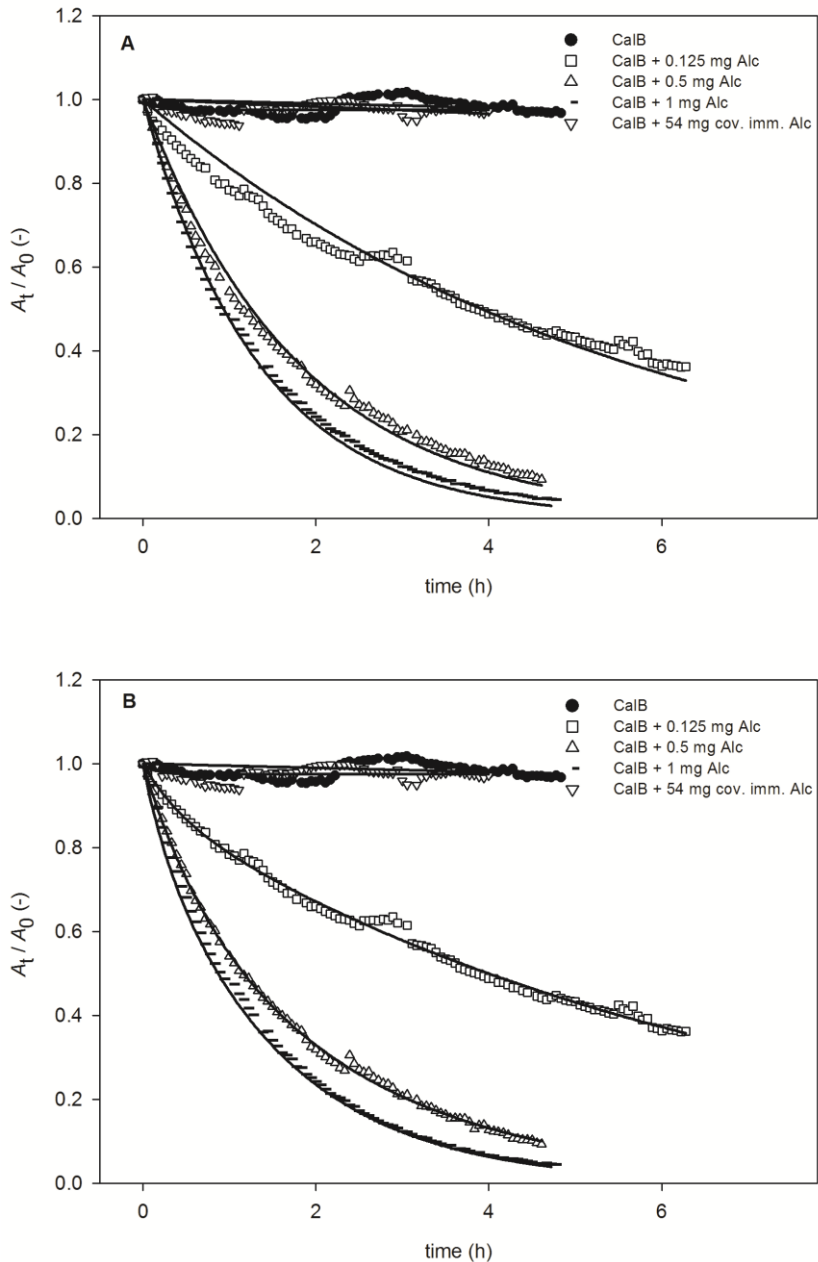 A
CalB
CalB + 0.125 mg Alc
CalB + 0.5 mg Alc
CalB + 1 mg Alc
CalB + 54 mg cov. imm. Alc
1.2
1.0
0.8
0.6
0.4
0.2
0.0
At / A0 (-)
0 2 4 6
time (h)
B
CalB
CalB + 0.125 mg Alc
CalB + 0.5 mg Alc
CalB + 1 mg Alc
CalB + 54 mg cov. imm. Alc
1.2
1.0
0.8
0.6
0.4
0.2
0.0
At / A0 (-)
0 2 4 6
time (h)